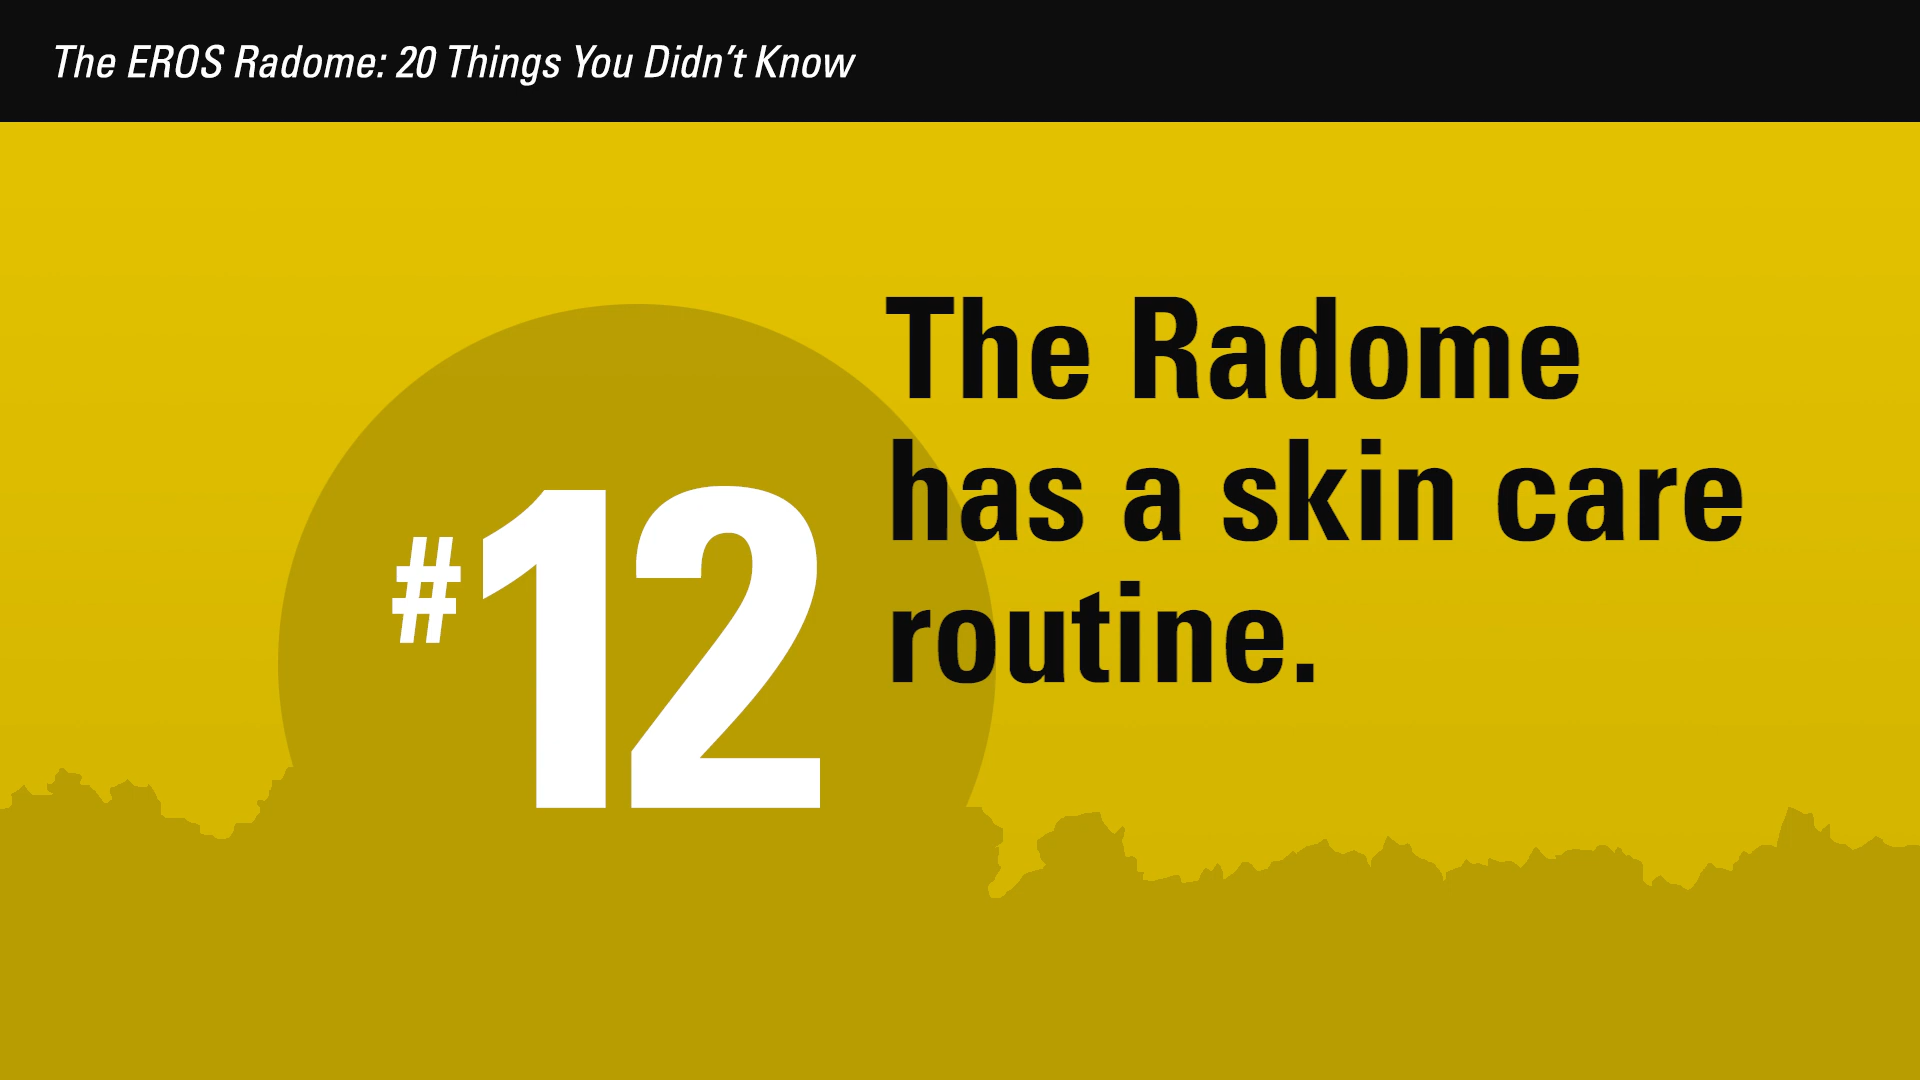 The EROS Radome: 20 Things You Didn’t Know
#12
The Radome
has a skin care
routine.